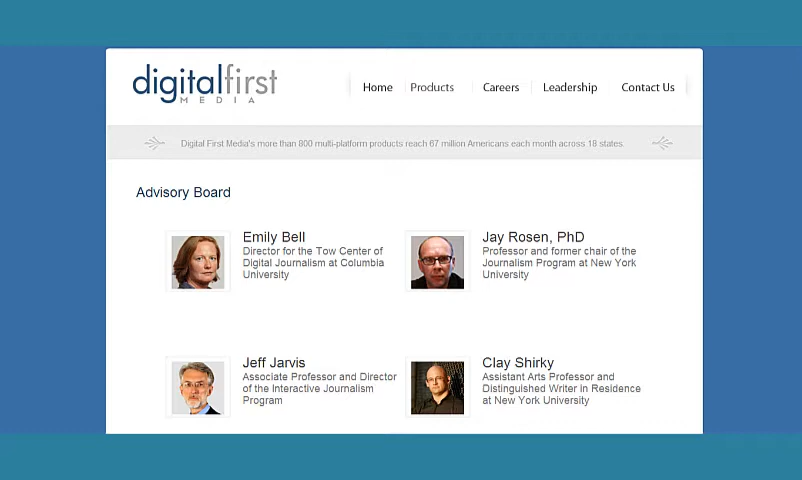 digitalfirst
MEDIA
Home Products Careers Leadership Contact Us
Digital First Media's more than 800 multi-platform products reach 67 million Americans each month across 18 states.
Advisory Board
Emily Bell
Director for the Tow Center of
Digital Journalism at Columbia
University
Jay Rosen, PhD
Professor and former chair of the
Journalism Program at New York
University
Jeff Jarvis
Associate Professor and Director
of the Interactive Journalism
Program
Clay Shirky
Assistant Arts Professor and
Distinguished Writer in Residence
at New York University